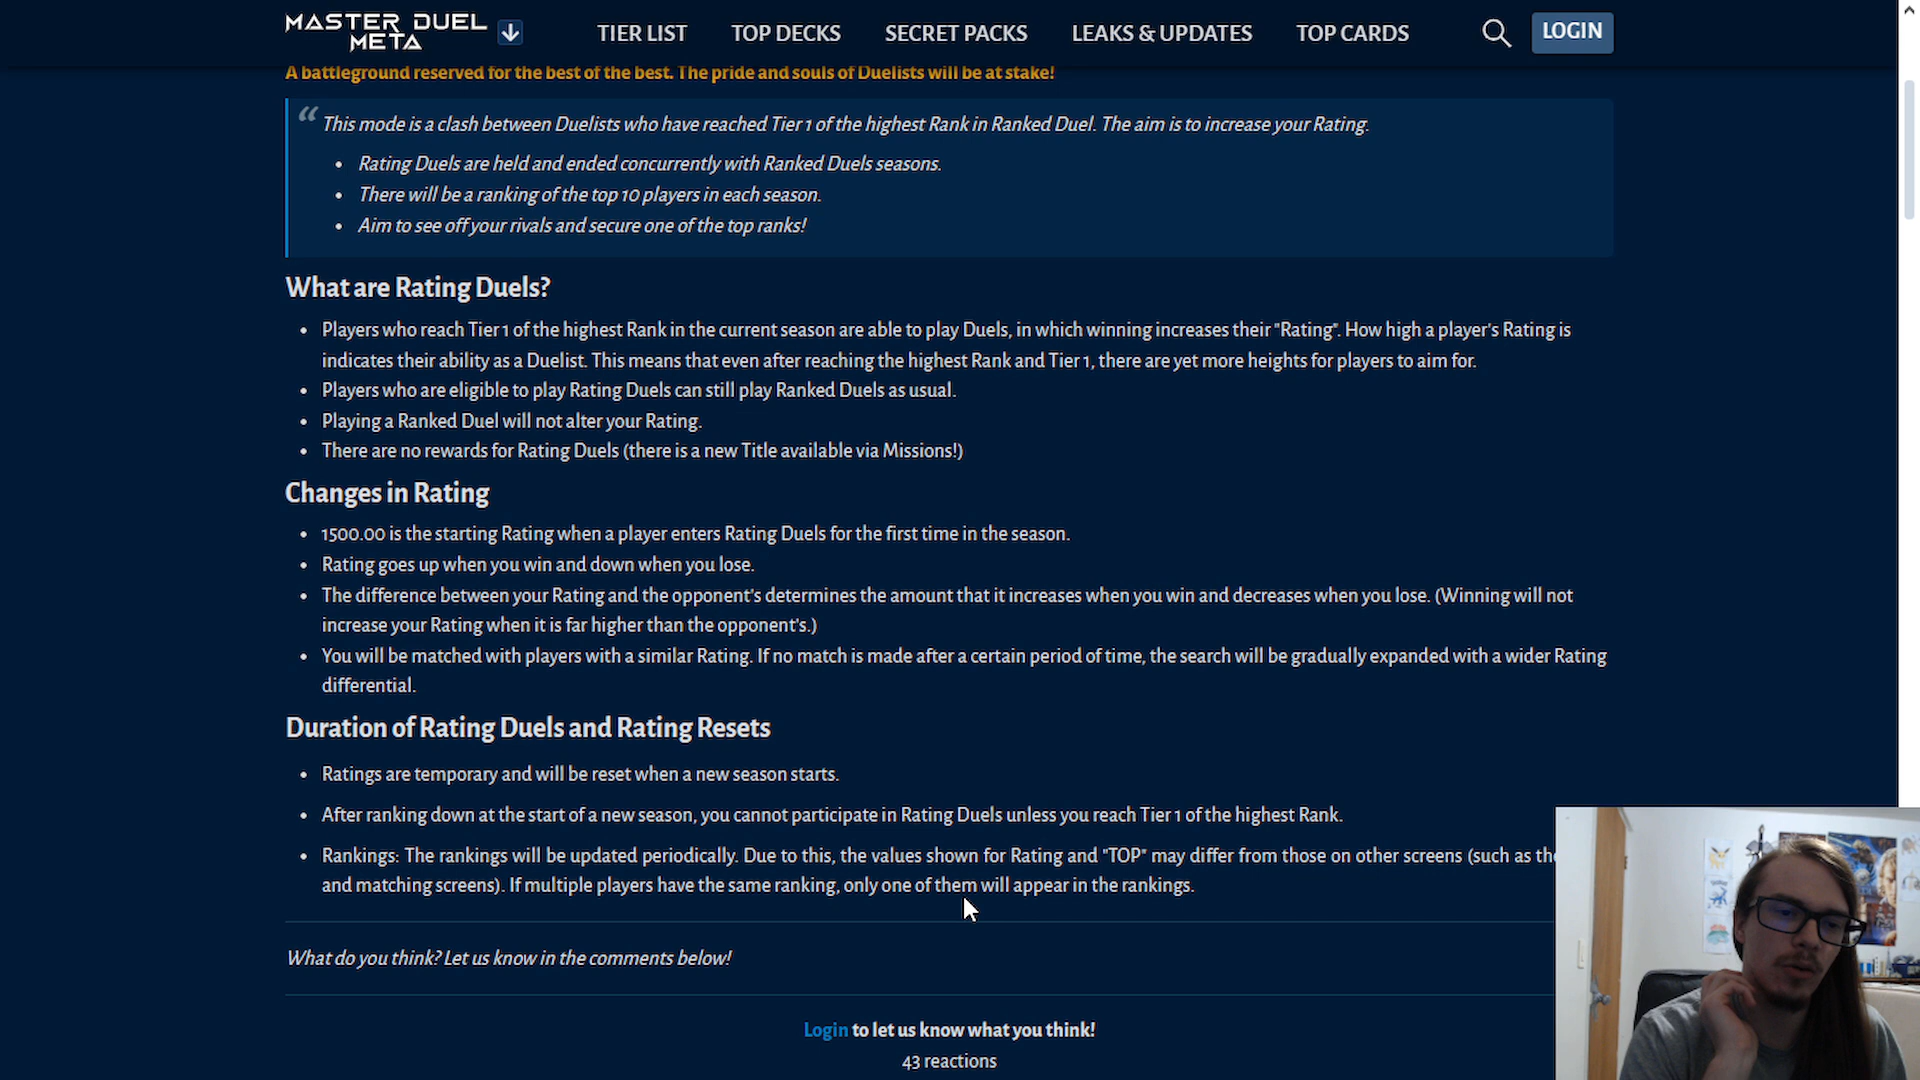 MASTER DUEL
META
TIER LIST
TOP DECKS
SECRET PACKS
LEAKS & UPDATES
TOP CARDS
LOGIN
A battleground reserved for the best of the best. The pride and souls of Duelists will be at stake!
“ This mode is a clash between Duelists who have reached Tier 1 of the highest Rank in Ranked Duel. The aim is to increase your Rating.
• Rating Duels are held and ended concurrently with Ranked Duels seasons.
• There will be a ranking of the top 10 players in each season.
• Aim to see off your rivals and secure one of the top ranks!
What are Rating Duels?
• Players who reach Tier 1 of the highest Rank in the current season are able to play Duels, in which winning increases their "Rating". How high a player's Rating is
indicates their ability as a Duelist. This means that even after reaching the highest Rank and Tier 1, there are yet more heights for players to aim for.
• Players who are eligible to play Rating Duels can still play Ranked Duels as usual.
• Playing a Ranked Duel will not alter your Rating.
• There are no rewards for Rating Duels (there is a new Title available via Missions!)
Changes in Rating
• 1500.00 is the starting Rating when a player enters Rating Duels for the first time in the season.
• Rating goes up when you win and down when you lose.
• The difference between your Rating and the opponent's determines the amount that it increases when you win and decreases when you lose. (Winning will not
increase your Rating when it is far higher than the opponent's.)
• You will be matched with players with a similar Rating. If no match is made after a certain period of time, the search will be gradually expanded with a wider Rating
differential.
Duration of Rating Duels and Rating Resets
• Ratings are temporary and will be reset when a new season starts.
• After ranking down at the start of a new season, you cannot participate in Rating Duels unless you reach Tier 1 of the highest Rank.
• Rankings: The rankings will be updated periodically. Due to this, the values shown for Rating and "TOP" may differ from those on other screens (such as the
and matching screens). If multiple players have the same ranking, only one of them will appear in the rankings.
What do you think? Let us know in the comments below!
Login to let us know what you think!
43 reactions